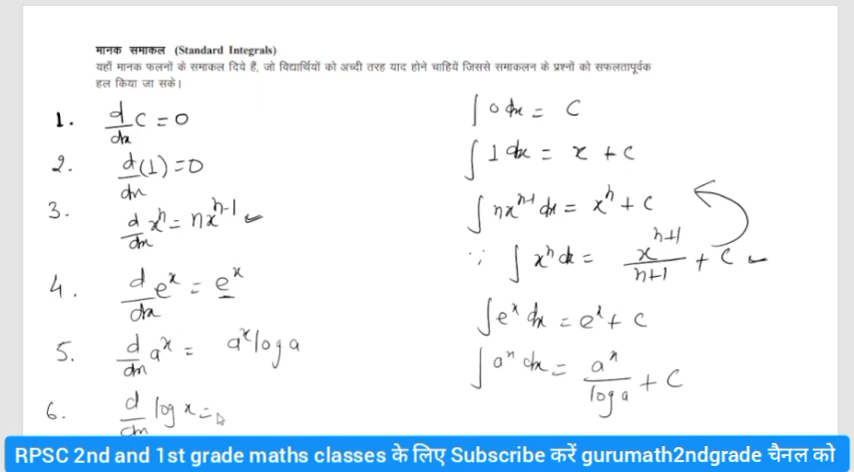 मानक समाकल (Standard Integrals)
यहाँ मानक फलनों के समाकल दिये हैं, जो विद्यार्थियों को अच्छी तरह याद होने चाहियें जिससे समाकलन के प्रश्नों को सफलतापूर्वक
हल किया जा सके।
1. d/dx c = 0    ∫ 0 dx = C
2. d/dx (1) = 0    ∫ 1 dx = x + C
3. d/dx xⁿ = nxⁿ⁻¹    ∫ nxⁿ⁻¹ dx = xⁿ + C
∵ ∫ xⁿ dx = xⁿ⁺¹/n+1 + C
4. d/dx eˣ = eˣ    ∫ eˣ dx = eˣ + C
5. d/dx aˣ = aˣ log a    ∫ aˣ dx = aˣ/log a + C
6. d/dx log x =
RPSC 2nd and 1st grade maths classes के लिए Subscribe करें gurumath2ndgrade चैनल को